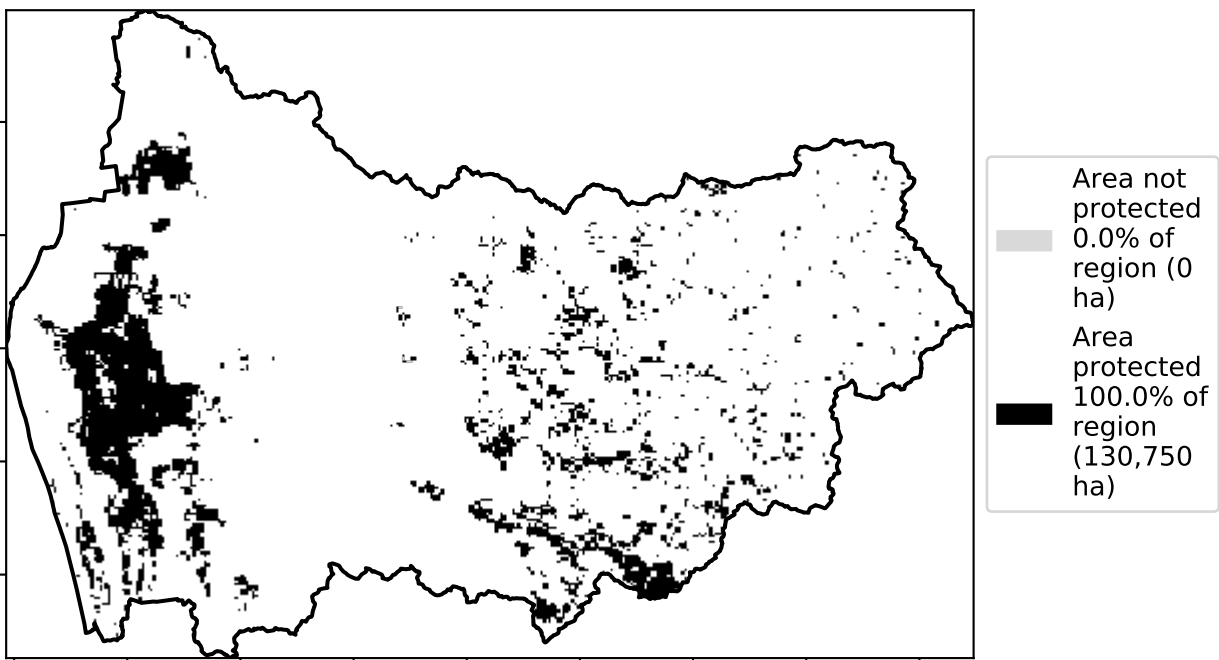 Area not
protected
0.0% of
region (0
ha)
Area
protected
100.0% of
region
(130,750
ha)